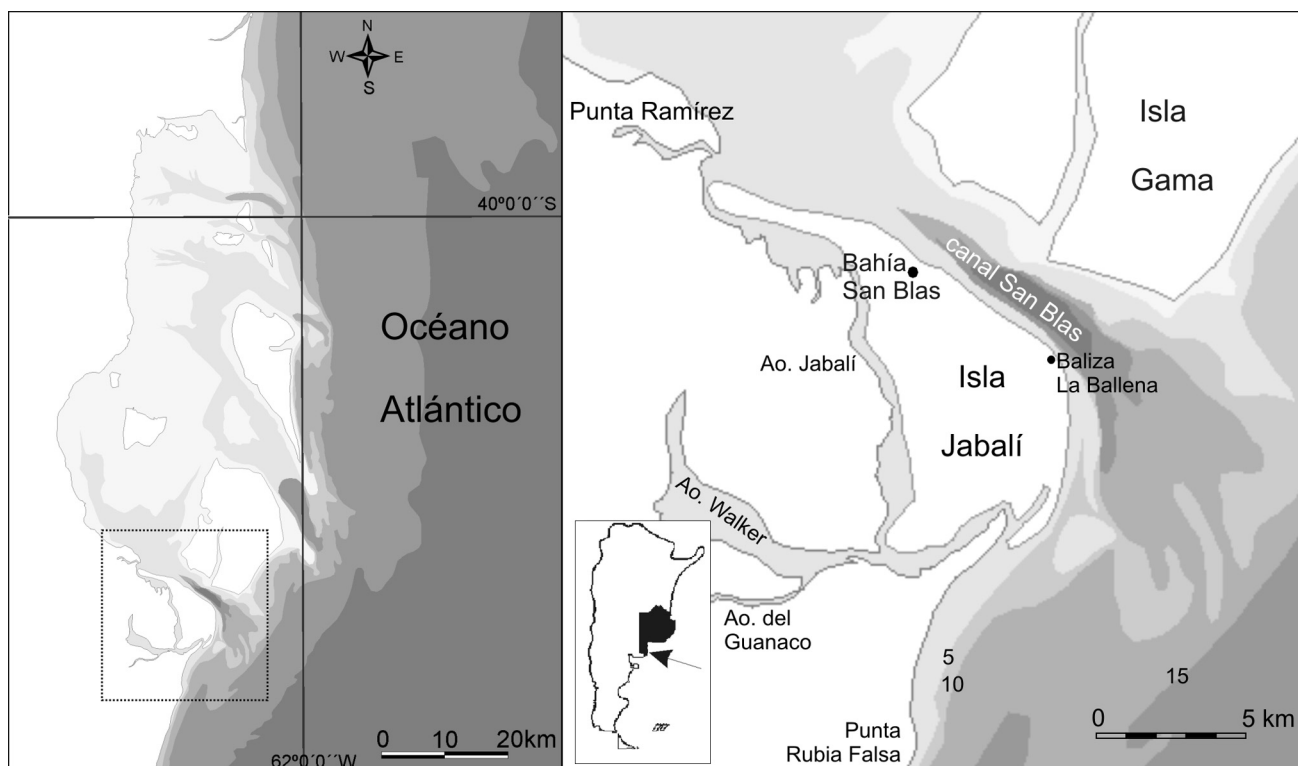 N
W E
S
40º0´0´´S
Océano
Atlántico
0 10 20km
62º0´0´´W
Punta Ramírez
Isla
Gama
canal San Blas
Bahía
San Blas
Baliza
La Ballena
Ao. Jabalí
Isla
Jabalí
Ao. Walker
Ao. del
Guanaco
5
10
15
0 5 km
Punta
Rubia Falsa